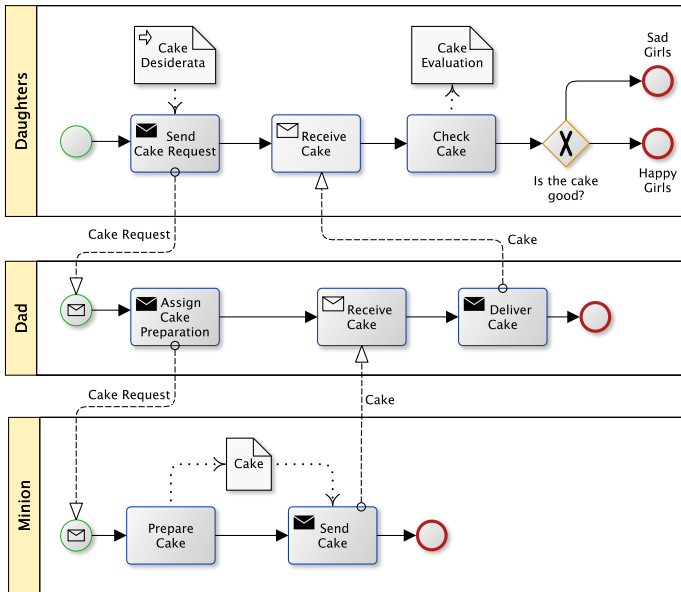 Daughters
Cake
Desiderata
Cake
Evaluation
Sad
Girls
Send
Cake Request
Receive
Cake
Check
Cake
Is the cake
good?
Happy
Girls
Cake Request
Cake
Dad
Assign
Cake
Preparation
Receive
Cake
Deliver
Cake
Cake Request
Cake
Minion
Cake
Prepare
Cake
Send
Cake